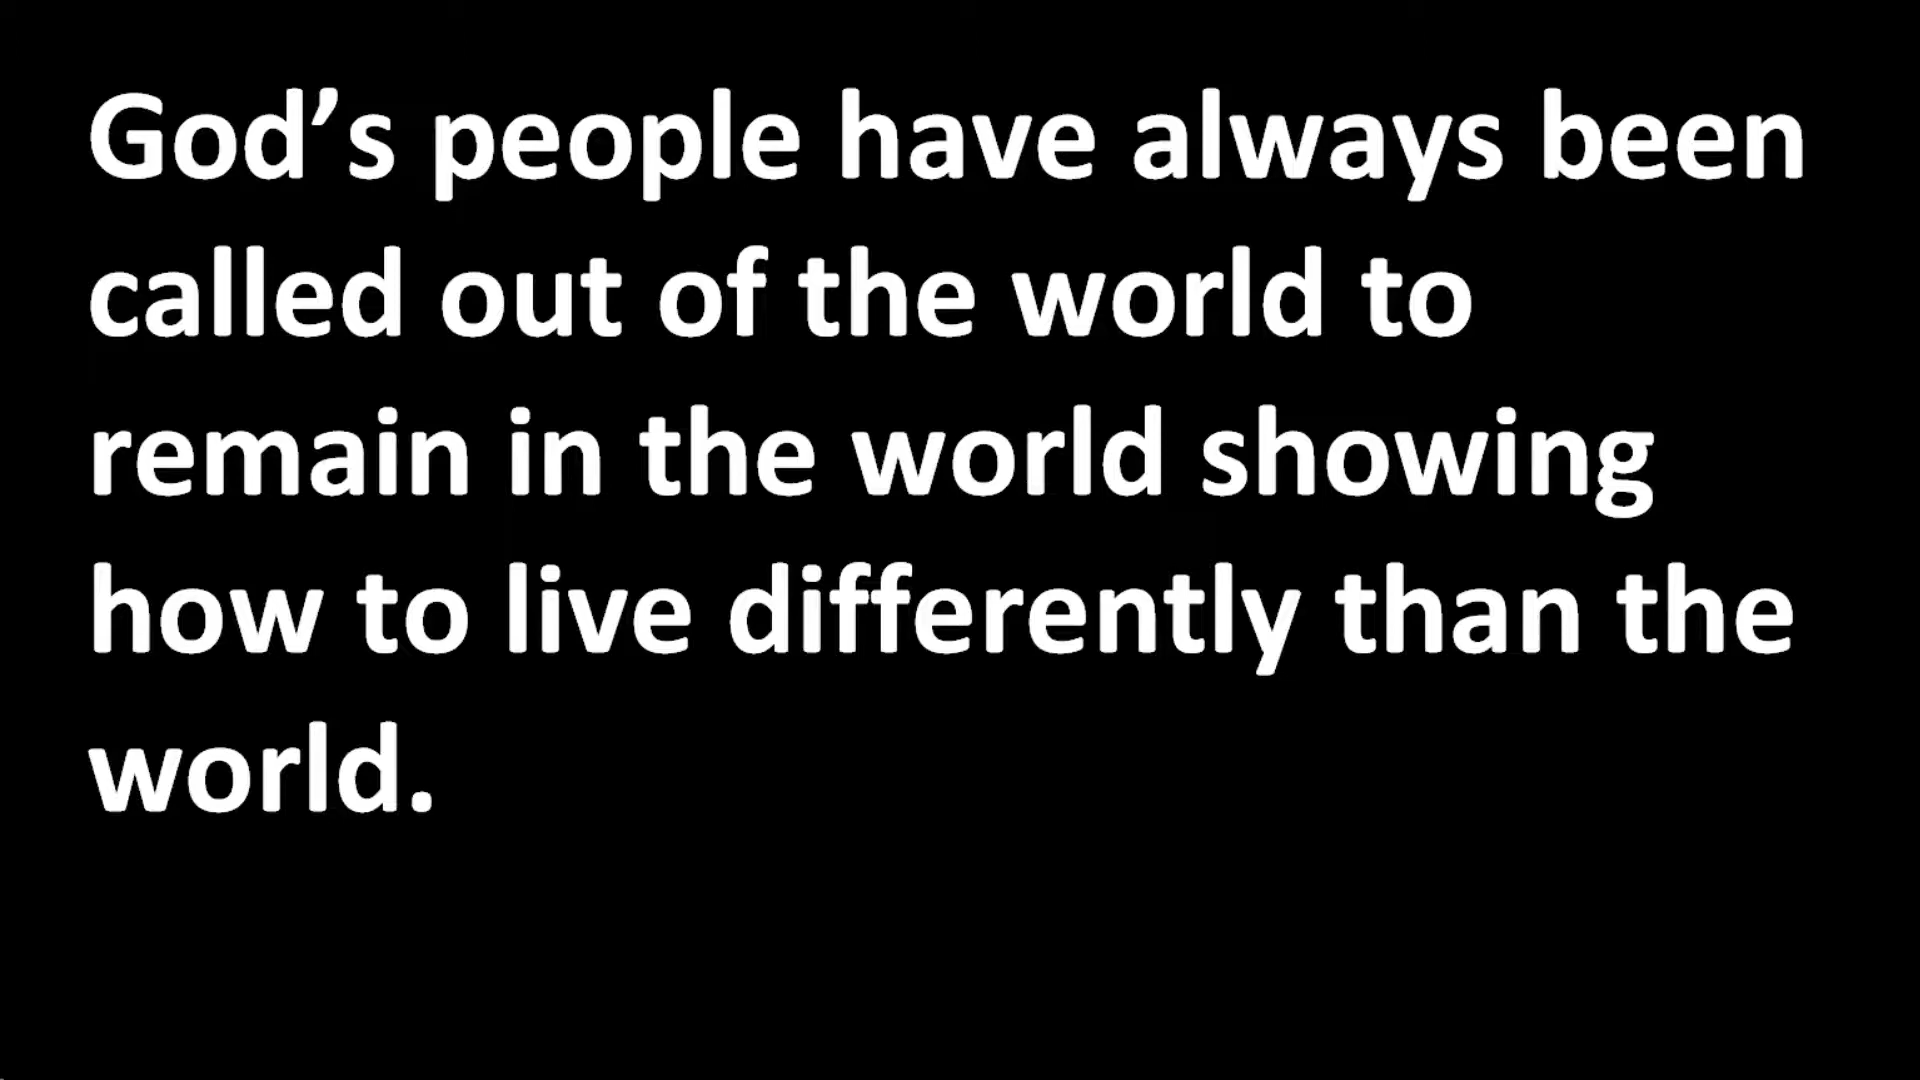 God’s people have always been
called out of the world to
remain in the world showing
how to live differently than the
world.